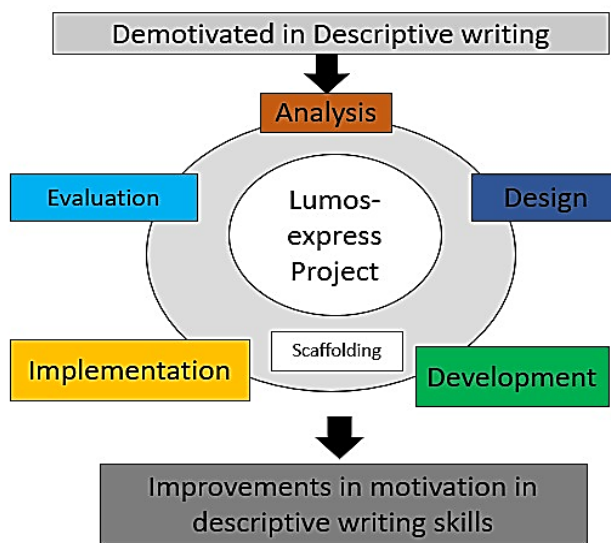 Demotivated in Descriptive writing
Analysis
Evaluation
Design
Lumos-
express
Project
Scaffolding
Implementation
Development
Improvements in motivation in
descriptive writing skills